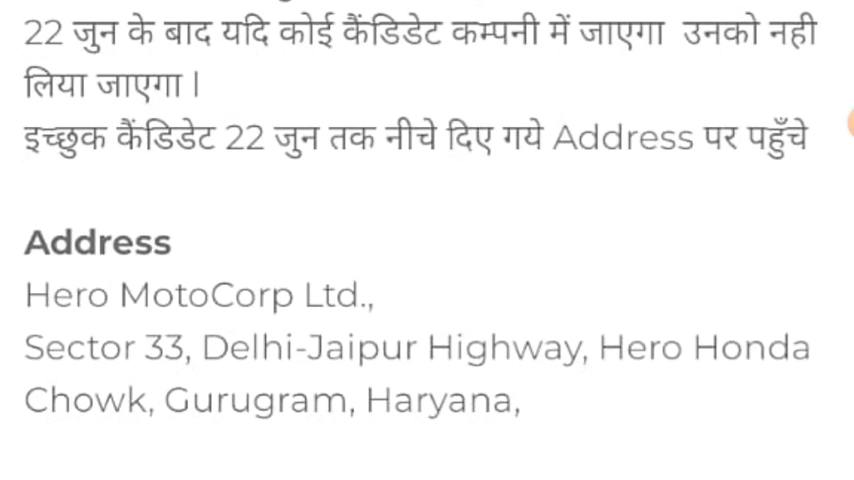 22 जुन के बाद यदि कोई कैंडिडेट कम्पनी में जाएगा उनको नही
लिया जाएगा |
इच्छुक कैंडिडेट 22 जुन तक नीचे दिए गये Address पर पहुँचे
Address
Hero MotoCorp Ltd.,
Sector 33, Delhi-Jaipur Highway, Hero Honda
Chowk, Gurugram, Haryana,